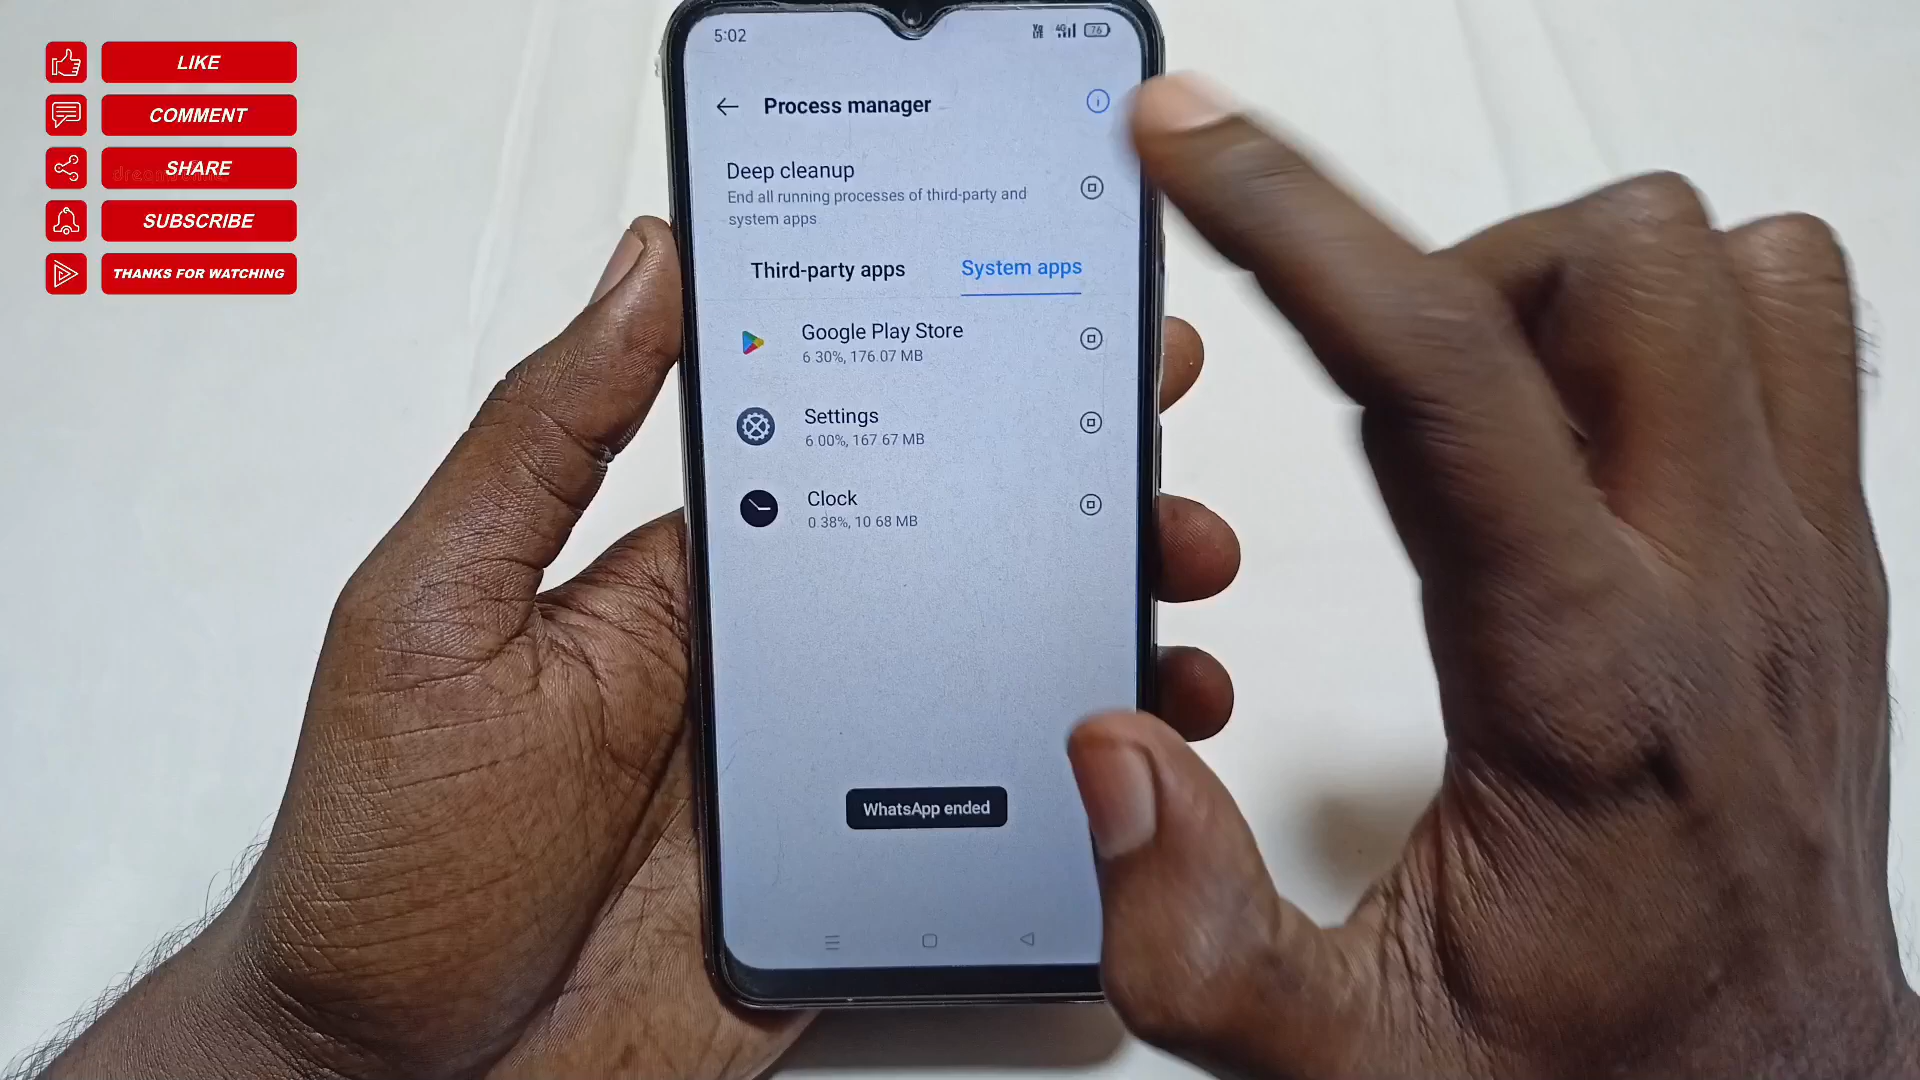 LIKE
COMMENT
SHARE
SUBSCRIBE
THANKS FOR WATCHING
5:02
4G
76
Process manager
Deep cleanup
End all running processes of third-party and
system apps
Third-party apps
System apps
Google Play Store
6 30%, 176.07 MB
Settings
6 00%, 167 67 MB
Clock
0 38%, 10 68 MB
WhatsApp ended